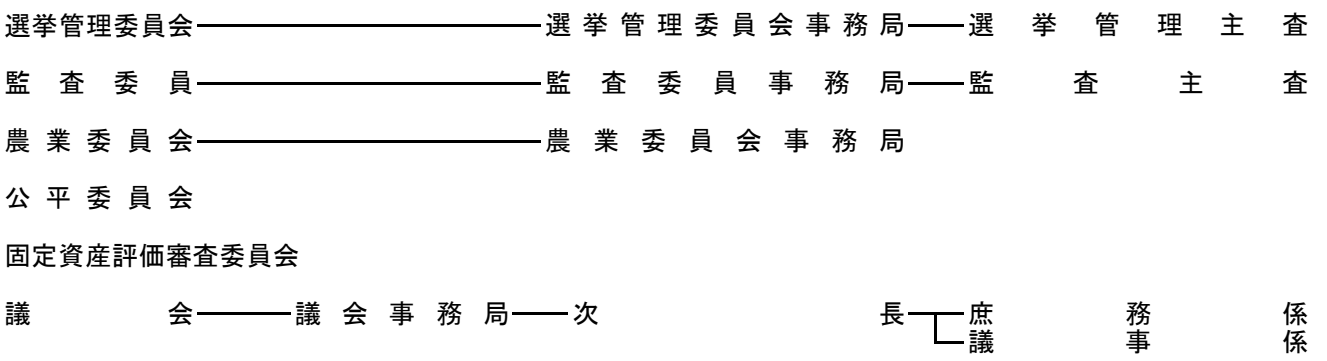 選挙管理委員会 選挙管理委員会事務局 選挙管理主査
監査委員 監査委員事務局 監査主査
農業委員会 農業委員会事務局
公平委員会
固定資産評価審査委員会
議会 議会事務局 次長 庶務係
議事係